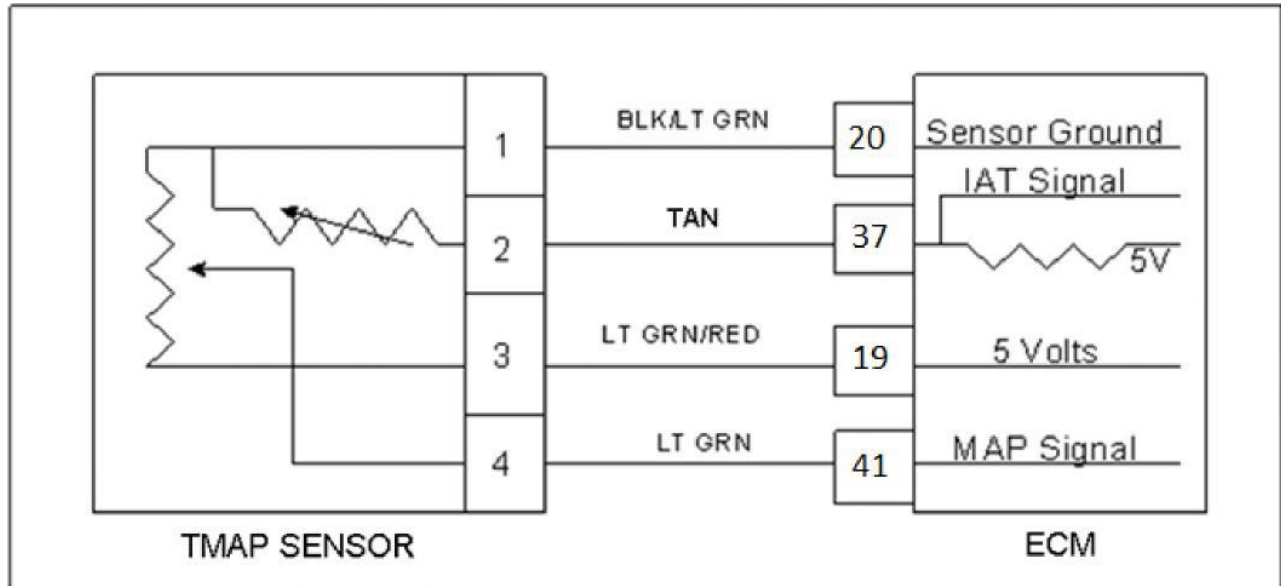 1 BLK/LT GRN 20 Sensor Ground
IAT Signal
2 TAN 37 5V
3 LT GRN/RED 19 5 Volts
4 LT GRN 41 MAP Signal
TMAP SENSOR ECM